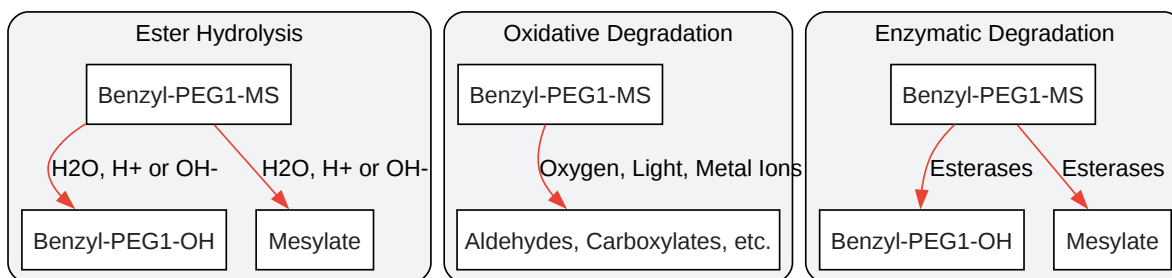 Ester Hydrolysis
Benzyl-PEG1-MS
H2O, H+ or OH-
H2O, H+ or OH-
Benzyl-PEG1-OH
Mesylate
Oxidative Degradation
Benzyl-PEG1-MS
Oxygen, Light, Metal Ions
Aldehydes, Carboxylates, etc.
Enzymatic Degradation
Benzyl-PEG1-MS
Esterases
Esterases
Benzyl-PEG1-OH
Mesylate